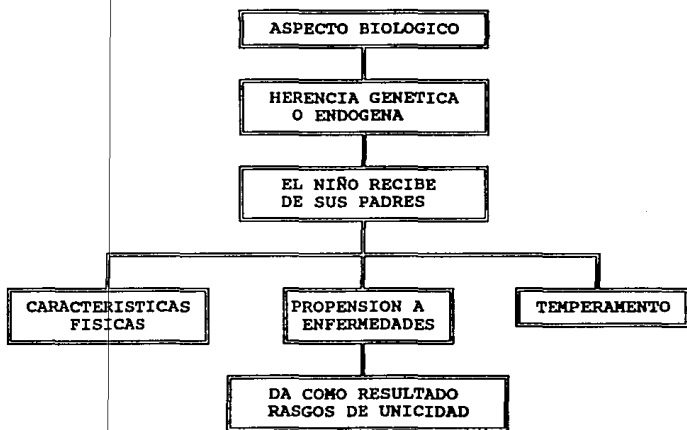 ASPECTO BIOLOGICO
HERENCIA GENETICA
O ENDOGENA
EL NIÑO RECIBE
DE SUS PADRES
CARACTERISTICAS
FISICAS
PROPENSION A
ENFERMEDADES
TEMPERAMENTO
DA COMO RESULTADO
RASGOS DE UNICIDAD